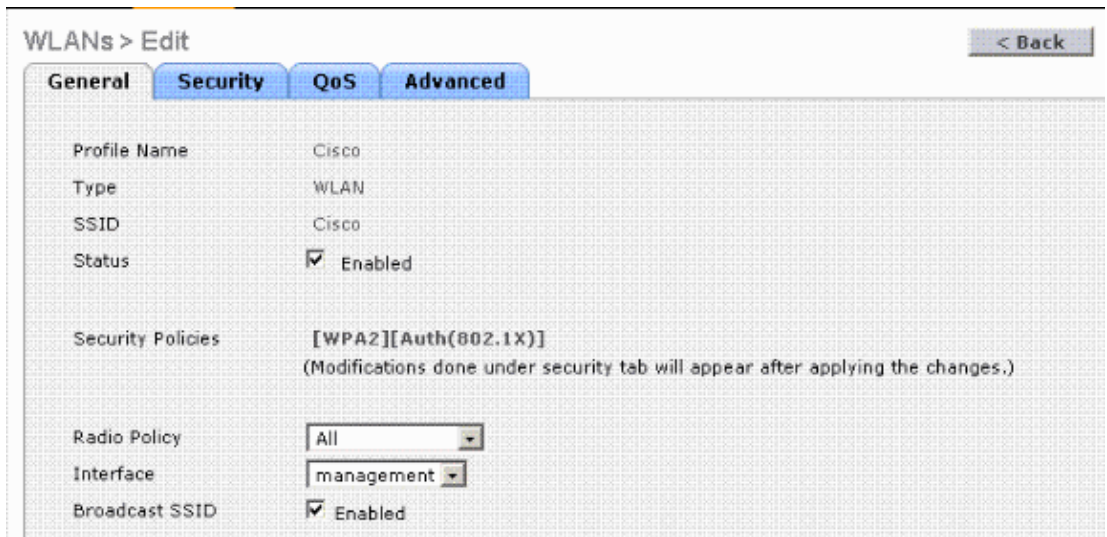 WLANs > Edit
< Back
General Security QoS Advanced
Profile Name Cisco
Type WLAN
SSID Cisco
Status Enabled
Security Policies [WPA2][Auth(802.1X)]
(Modifications done under security tab will appear after applying the changes.)
Radio Policy All
Interface management
Broadcast SSID Enabled